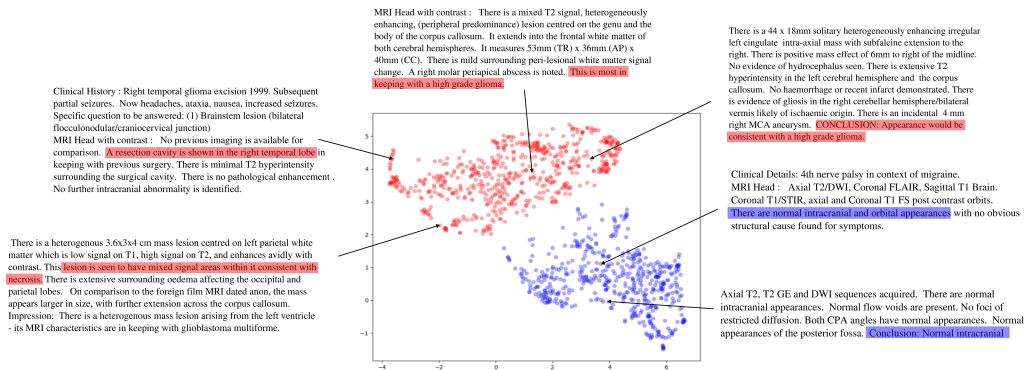 MRI Head with contrast : There is a mixed T2 signal, heterogeneously
enhancing, (peripheral predominance) lesion centred on the genu and the
body of the corpus callosum. It extends into the frontal white matter of
both cerebral hemispheres. It measures 53mm (TR) x 36mm (AP) x
40mm (CC). There is mild surrounding peri-lesional white matter signal
change. A right molar periapical abscess is noted. This is most in
keeping with a high grade glioma.
There is a 44 x 18mm solitary heterogeneously enhancing irregular
left cingulate intra-axial mass with subfalcine extension to the
right. There is positive mass effect of 6mm to right of the midline.
No evidence of hydrocephalus seen. There is extensive T2
hyperintensity in the left cerebral hemisphere and the corpus
callosum. No haemorrhage or recent infarct demonstrated. There
is evidence of gliosis in the right cerebellar hemisphere/bilateral
vermis likely of ischaemic origin. There is an incidental 4 mm
right MCA aneurysm. CONCLUSION: Appearance would be
consistent with a high grade glioma.
Clinical History : Right temporal glioma excision 1999. Subsequent
partial seizures. Now headaches, ataxia, nausea, increased seizures.
Specific question to be answered: (1) Brainstem lesion (bilateral
flocculonodular/craniocervical junction)
MRI Head with contrast : No previous imaging is available for
comparison. A resection cavity is shown in the right temporal lobe in
keeping with previous surgery. There is minimal T2 hyperintensity
surrounding the surgical cavity. There is no pathological enhancement .
No further intracranial abnormality is identified.
Clinical Details: 4th nerve palsy in context of migraine.
MRI Head : Axial T2/DWI, Coronal FLAIR, Sagittal T1 Brain.
Coronal T1/STIR, axial and Coronal T1 FS post contrast orbits.
There are normal intracranial and orbital appearances with no obvious
structural cause found for symptoms.
There is a heterogenous 3.6x3x4 cm mass lesion centred on left parietal white
matter which is low signal on T1, high signal on T2, and enhances avidly with
contrast. This lesion is seen to have mixed signal areas within it consistent with
necrosis. There is extensive surrounding oedema affecting the occipital and
parietal lobes. On comparison to the foreign film MRI dated anon, the mass
appears larger in size, with further extension across the corpus callosum.
Impression: There is a heterogenous mass lesion arising from the left ventricle
- its MRI characteristics are in keeping with glioblastoma multiforme.
Axial T2, T2 GE and DWI sequences acquired. There are normal
intracranial appearances. Normal flow voids are present. No foci of
restricted diffusion. Both CPA angles have normal appearances. Normal
appearances of the posterior fossa. Conclusion: Normal intracranial
5
4
3
2
1
0
−1
−4
−2
0
2
4
6